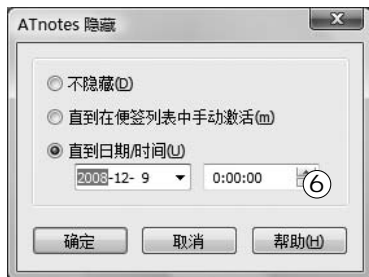 ATnotes 隐藏
不隐藏(D)
直到在便签列表中手动激活(m)
直到日期/时间(U)
2008-12- 9 0:00:00 ⑥
确定 取消 帮助(H)